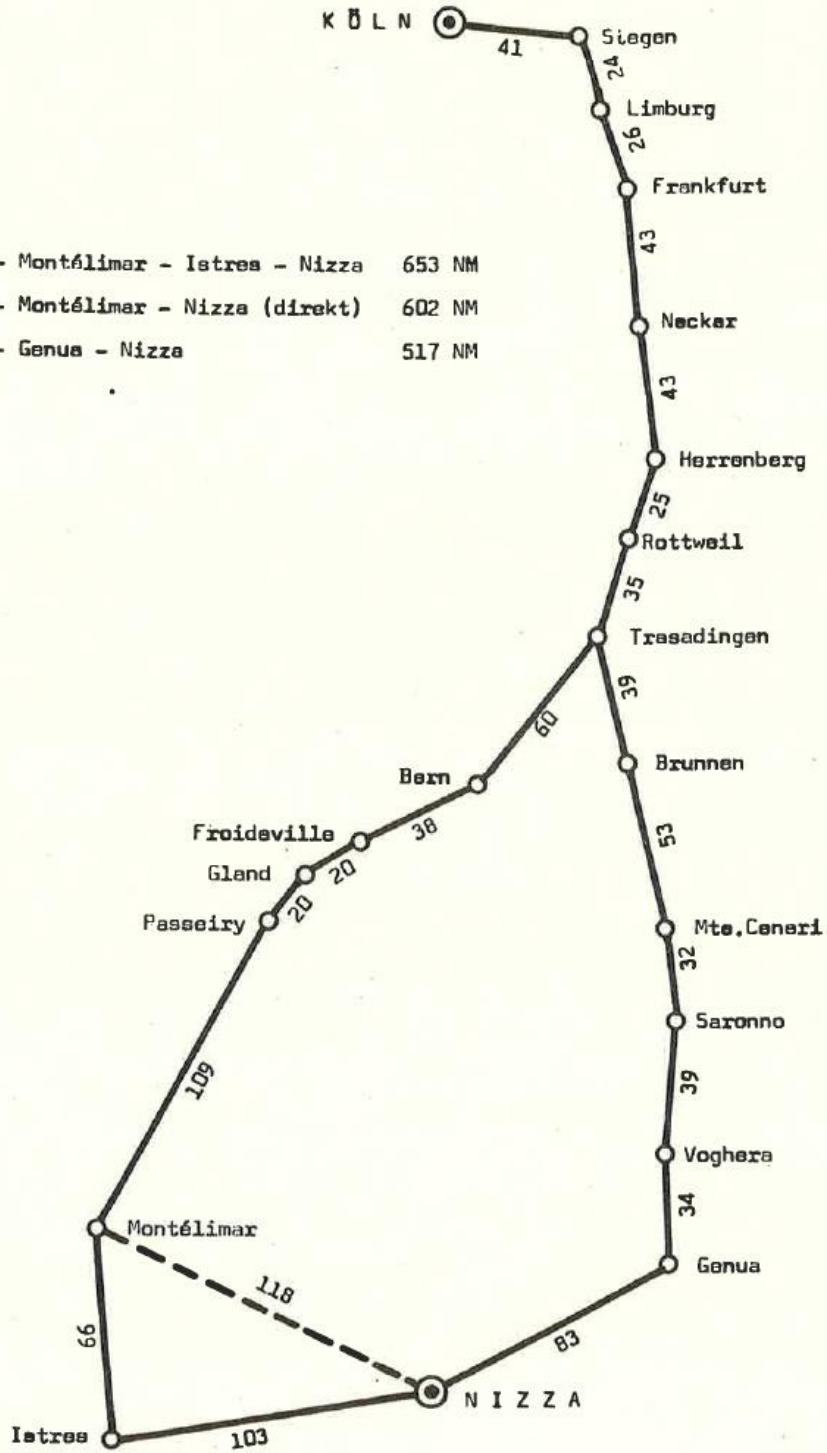 KÖLN
41
Siegen
24
Limburg
26
Frankfurt
43
- Montélimar - Istres - Nizza 653 NM
- Montélimar - Nizza (direkt) 602 NM
Neckar
- Genua - Nizza 517 NM
43
Herrenberg
25
Rottweil
35
Trasadingen
39
60
Brunnen
Bern
38
Froideville
53
Gland
20
20
Passeiry
Mte.Ceneri
32
Saronno
109
39
Voghera
34
Montélimar
Genua
118
66
83
NIZZA
Istres
103